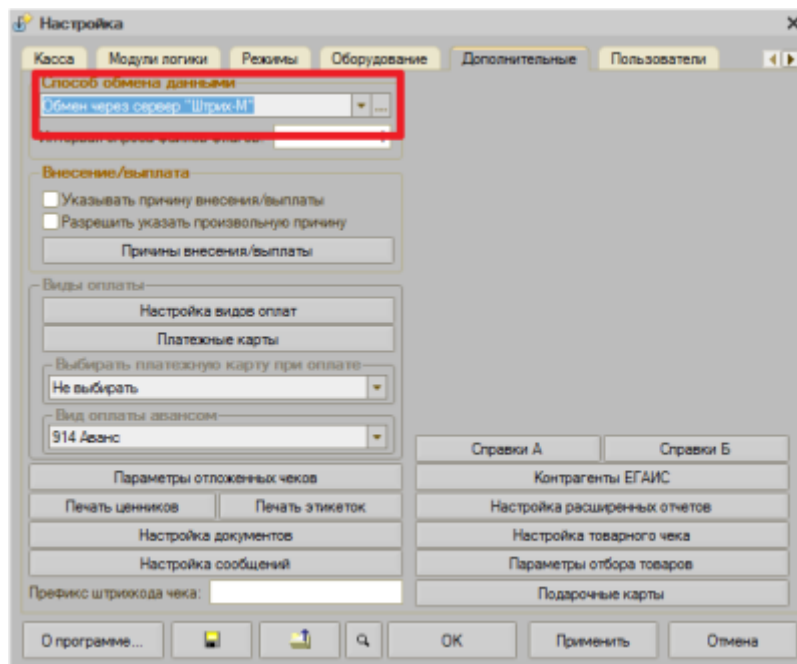 Настройка
Касса Модули логики Режимы Оборудование Дополнительные Пользователи
Способ обмена данными
Обмен через сервер "Штрих-М"
Внесение/выплата
Указывать причину внесения/выплаты
Разрешить указать произвольную причину
Причины внесения/выплаты
Виды оплаты
Настройка видов оплат
Платежные карты
Выбирать платежную карту при оплате
Не выбирать
Вид оплаты авансом
914 Аванс
Справки А Справки Б
Параметры отложенных чеков Контрагенты ЕГАИС
Печать ценников Печать этикеток Настройка расширенных отчетов
Настройка документов Настройка товарного чека
Настройка сообщений Параметры отбора товаров
Префикс штрихкода чека: Подарочные карты
О программе... ОК Применить Отмена